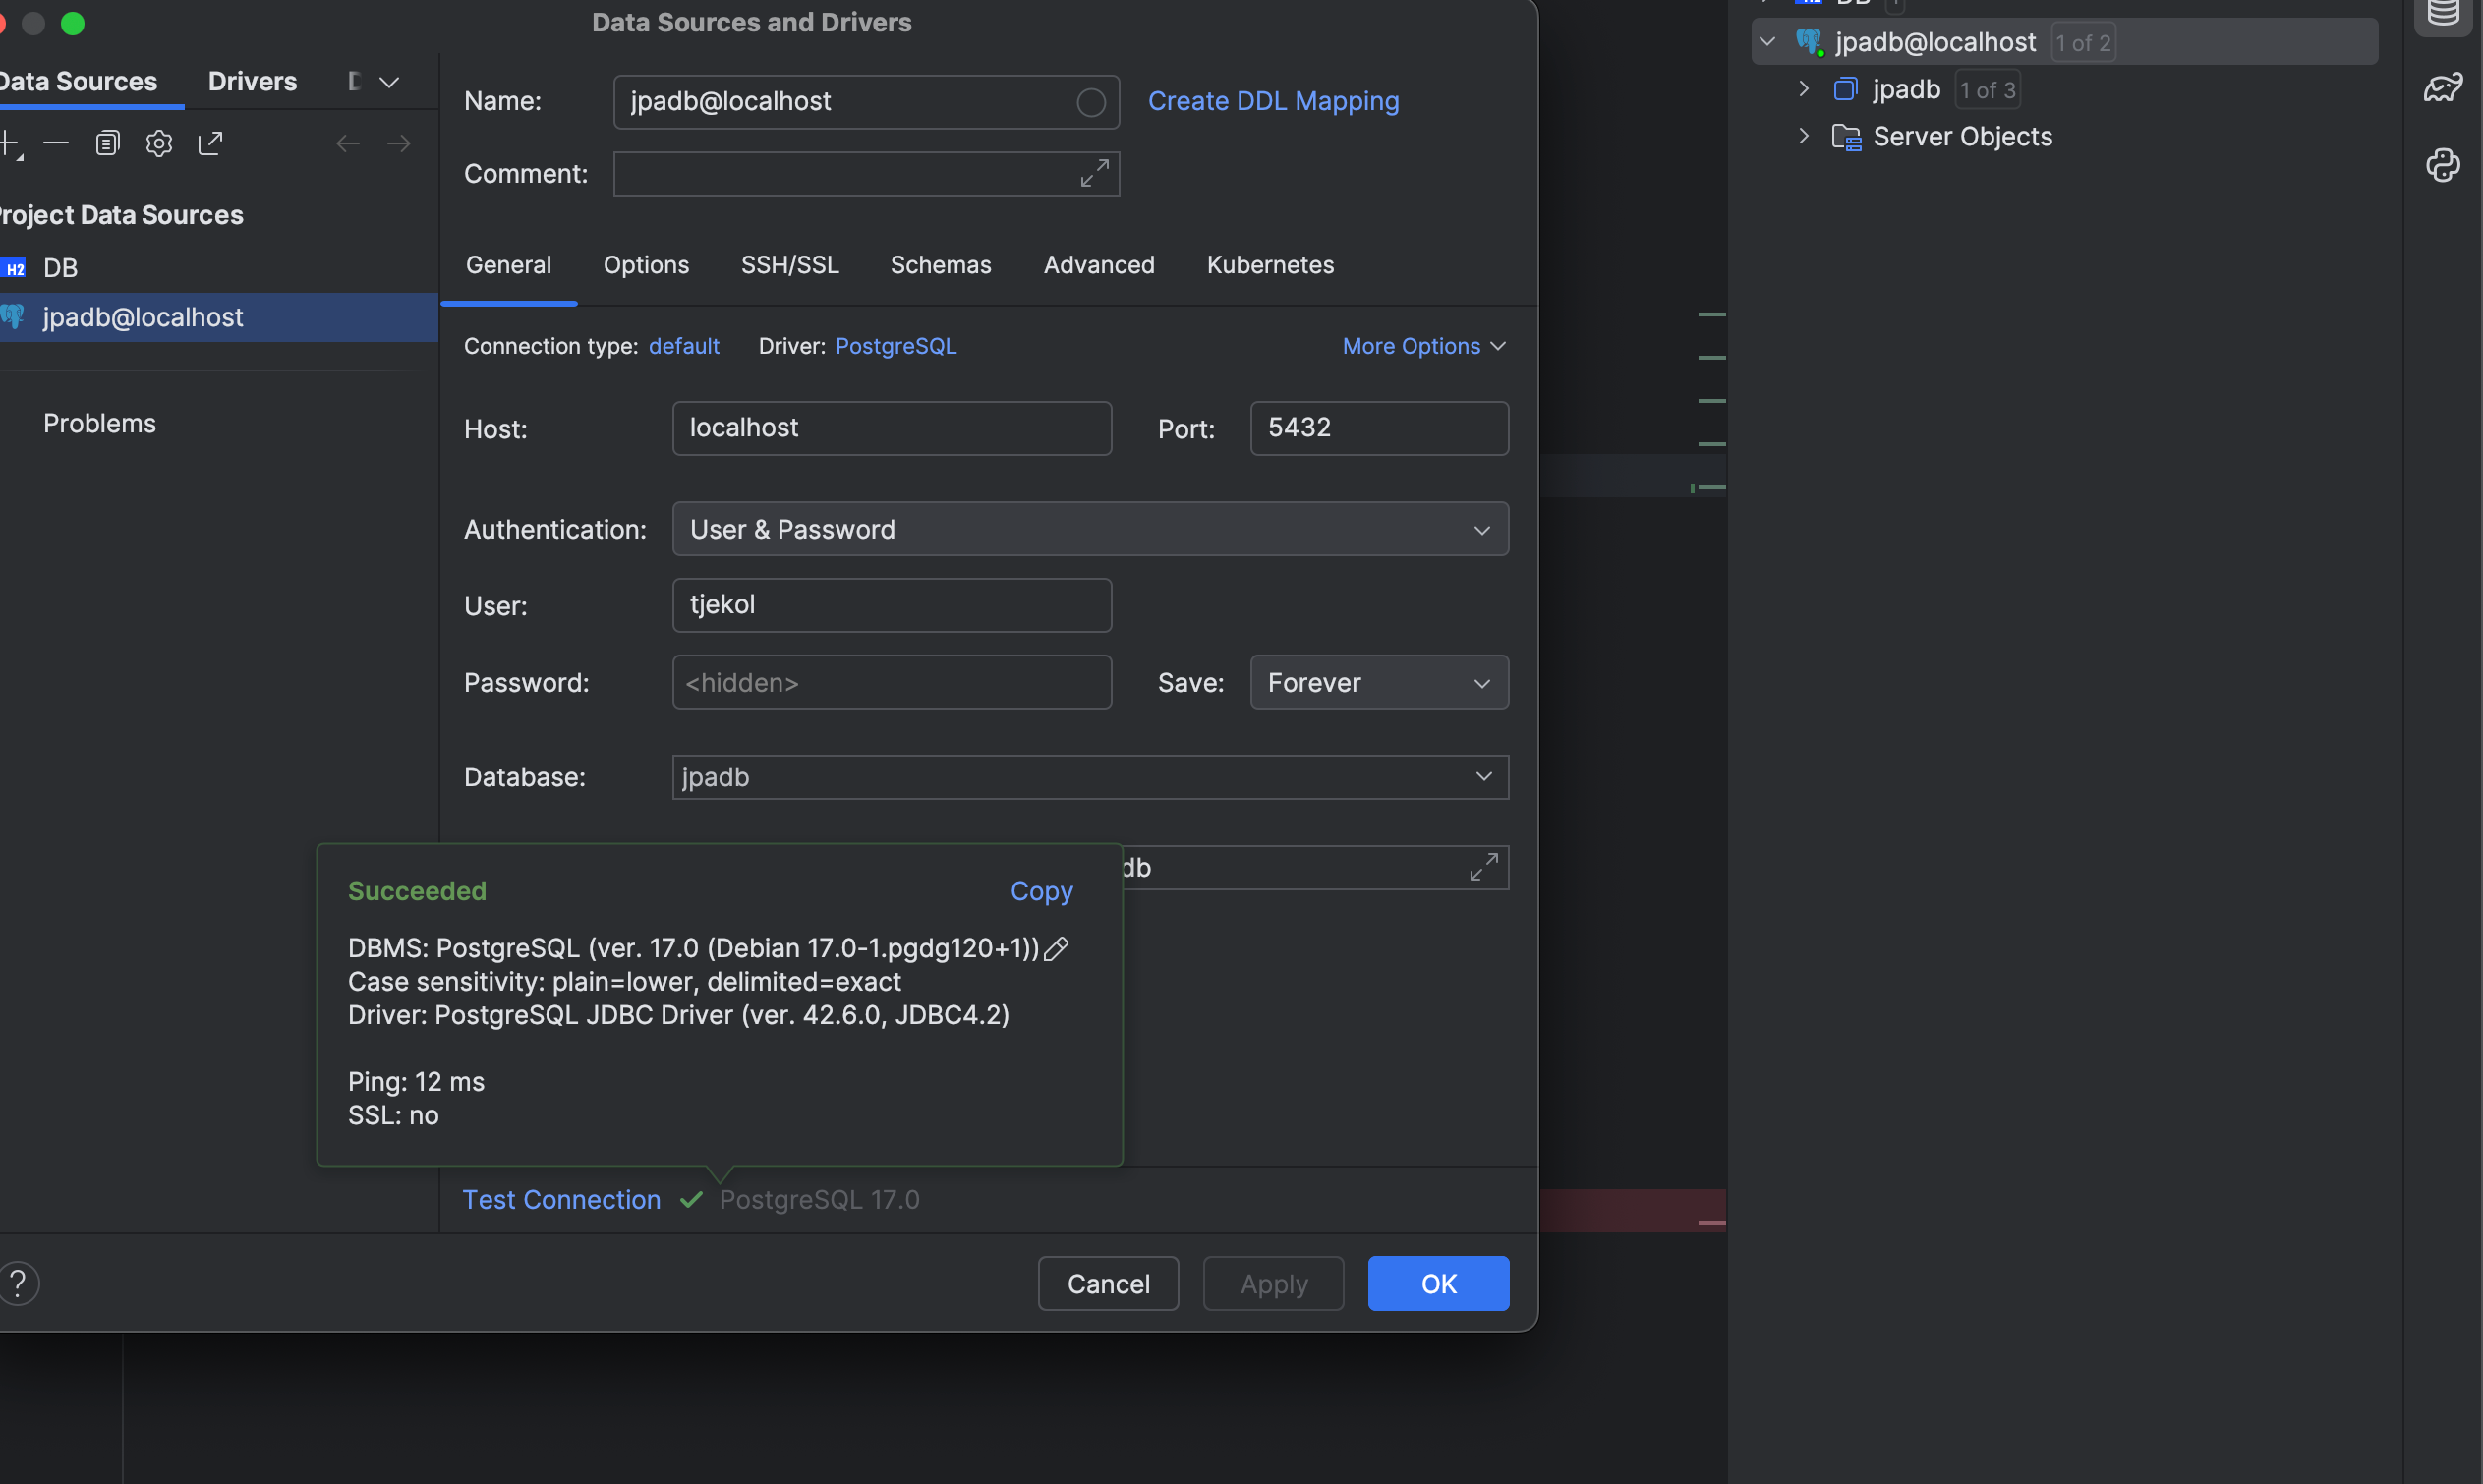 Data Sources and Drivers
Data Sources Drivers
Name: jpadb@localhost Create DDL Mapping
Comment:
Project Data Sources
H2 DB
jpadb@localhost
Problems
General Options SSH/SSL Schemas Advanced Kubernetes
Connection type: default Driver: PostgreSQL More Options
Host: localhost Port: 5432
Authentication: User & Password
User: tjekol
Password: <hidden> Save: Forever
Database: jpadb
db
Succeeded Copy
DBMS: PostgreSQL (ver. 17.0 (Debian 17.0-1.pgdg120+1))
Case sensitivity: plain=lower, delimited=exact
Driver: PostgreSQL JDBC Driver (ver. 42.6.0, JDBC4.2)
Ping: 12 ms
SSL: no
Test Connection PostgreSQL 17.0
? Cancel Apply OK
DB
jpadb@localhost 1 of 2
jpadb 1 of 3
Server Objects